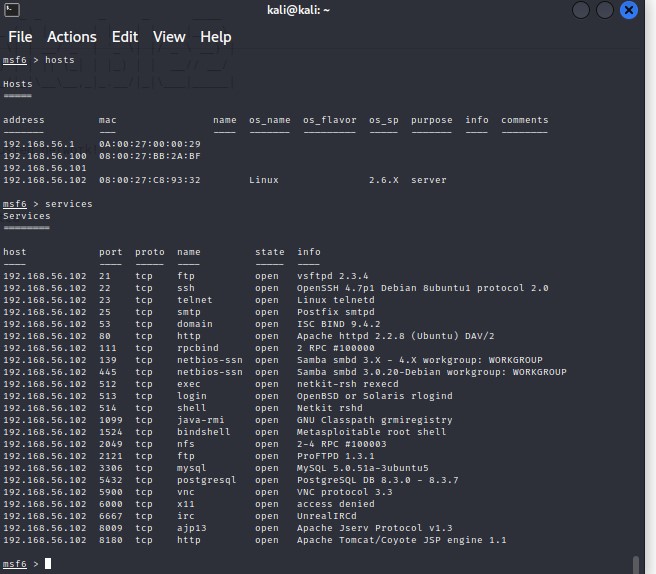 kali@kali: ~
File Actions Edit View Help
msf6 > hosts
Hosts
=====
address mac name os_name os_flavor os_sp purpose info comments
------- --- ---- ------- --------- ----- ------- ---- --------
192.168.56.1 0A:00:27:00:00:29
192.168.56.100 08:00:27:BB:2A:BF
192.168.56.101
192.168.56.102 08:00:27:C8:93:32 Linux 2.6.X server
msf6 > services
Services
========
host port proto name state info
---- ---- ----- ---- ----- ----
192.168.56.102 21 tcp ftp open vsftpd 2.3.4
192.168.56.102 22 tcp ssh open OpenSSH 4.7p1 Debian 8ubuntu1 protocol 2.0
192.168.56.102 23 tcp telnet open Linux telnetd
192.168.56.102 25 tcp smtp open Postfix smtpd
192.168.56.102 53 tcp domain open ISC BIND 9.4.2
192.168.56.102 80 tcp http open Apache httpd 2.2.8 (Ubuntu) DAV/2
192.168.56.102 111 tcp rpcbind open 2 RPC #100000
192.168.56.102 139 tcp netbios-ssn open Samba smbd 3.X - 4.X workgroup: WORKGROUP
192.168.56.102 445 tcp netbios-ssn open Samba smbd 3.0.20-Debian workgroup: WORKGROUP
192.168.56.102 512 tcp exec open netkit-rsh rexecd
192.168.56.102 513 tcp login open OpenBSD or Solaris rlogind
192.168.56.102 514 tcp shell open Netkit rshd
192.168.56.102 1099 tcp java-rmi open GNU Classpath grmiregistry
192.168.56.102 1524 tcp bindshell open Metasploitable root shell
192.168.56.102 2049 tcp nfs open 2-4 RPC #100003
192.168.56.102 2121 tcp ftp open ProFTPD 1.3.1
192.168.56.102 3306 tcp mysql open MySQL 5.0.51a-3ubuntu5
192.168.56.102 5432 tcp postgresql open PostgreSQL DB 8.3.0 - 8.3.7
192.168.56.102 5900 tcp vnc open VNC protocol 3.3
192.168.56.102 6000 tcp x11 open access denied
192.168.56.102 6667 tcp irc open UnrealIRCd
192.168.56.102 8009 tcp ajp13 open Apache Jserv Protocol v1.3
192.168.56.102 8180 tcp http open Apache Tomcat/Coyote JSP engine 1.1
msf6 >